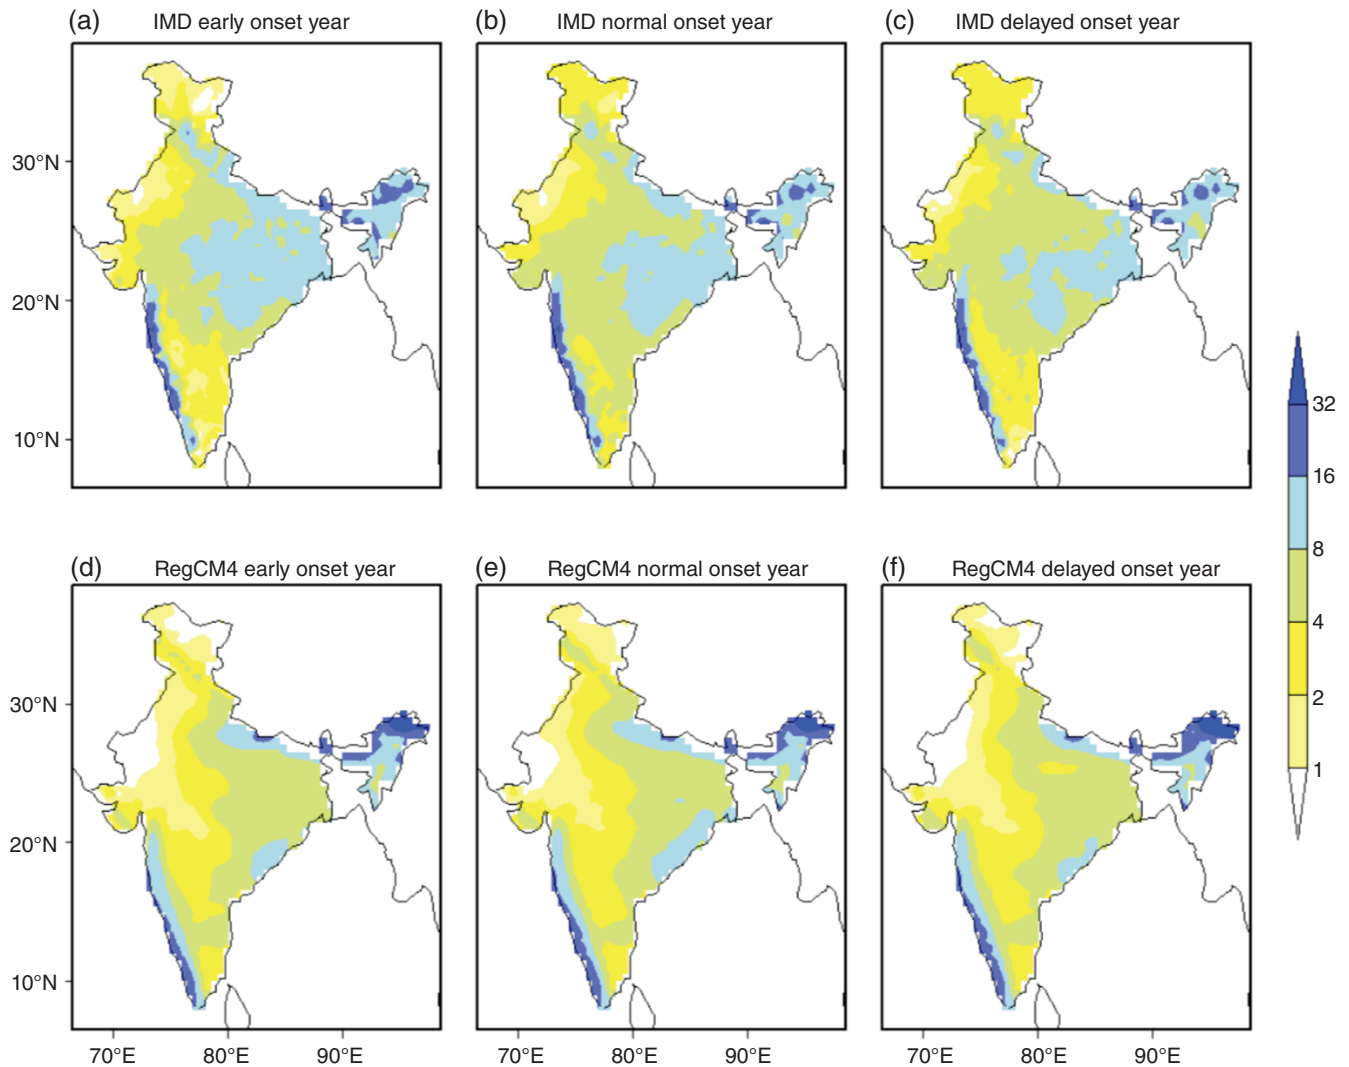 (a) IMD early onset year
(b) IMD normal onset year
(c) IMD delayed onset year
30°N
20°N
10°N
32
16
8
4
2
1
(d) RegCM4 early onset year
(e) RegCM4 normal onset year
(f) RegCM4 delayed onset year
30°N
20°N
10°N
70°E 80°E 90°E
70°E 80°E 90°E
70°E 80°E 90°E